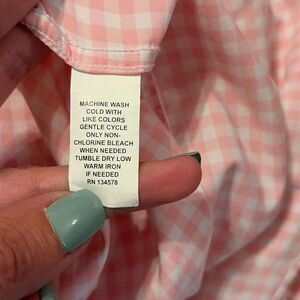 MACHINE WASH
COLD WITH
LIKE COLORS
GENTLE CYCLE
ONLY NON-
CHLORINE BLEACH
WHEN NEEDED
TUMBLE DRY LOW
WARM IRON
IF NEEDED
RN 134578